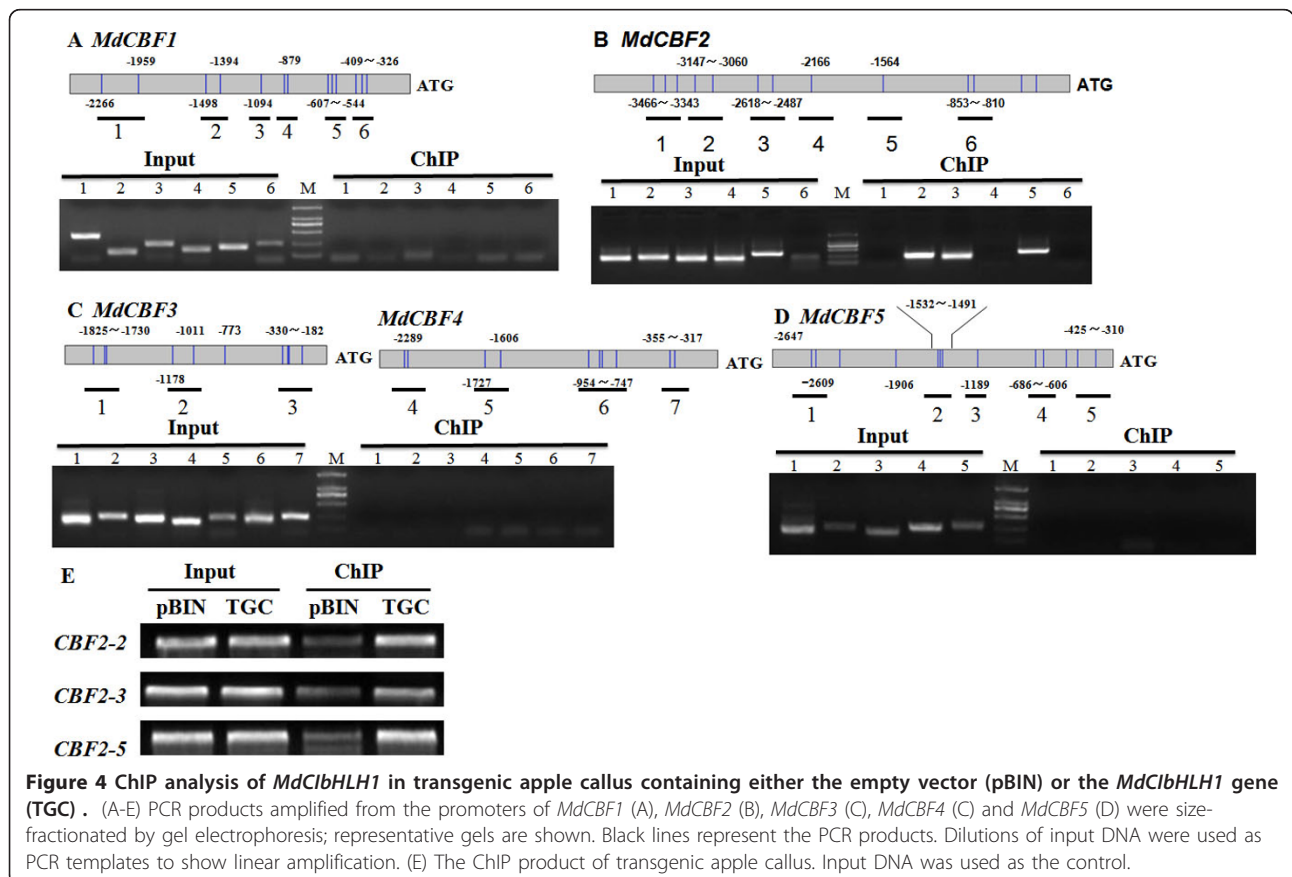 A MdCBF1
-1959 -1394 -879 -409～-326
ATG
-2266 -1498 -1094 -607～-544
1 2 3 4 5 6
Input ChIP
1 2 3 4 5 6 M 1 2 3 4 5 6
B MdCBF2
-3147～-3060 -2166 -1564
ATG
-3466～-3343 -2618～-2487 -853～-810
1 2 3 4 5 6
Input ChIP
1 2 3 4 5 6 M 1 2 3 4 5 6
C MdCBF3
-1825～-1730 -1011 -773 -330～-182
ATG
-1178
1 2 3
MdCBF4
-2289 -1606 -355～-317
ATG
-1727 -954～-747
4 5 6 7
Input ChIP
1 2 3 4 5 6 7 M 1 2 3 4 5 6 7
D MdCBF5
-1532～-1491
-2647 -425～-310
ATG
-2609 -1906 -1189 -686～-606
1 2 3 4 5
Input ChIP
1 2 3 4 5 M 1 2 3 4 5
E
Input ChIP
pBIN TGC pBIN TGC
CBF2-2
CBF2-3
CBF2-5
Figure 4 ChIP analysis of MdCIbHLH1 in transgenic apple callus containing either the empty vector (pBIN) or the MdCIbHLH1 gene
(TGC) . (A-E) PCR products amplified from the promoters of MdCBF1 (A), MdCBF2 (B), MdCBF3 (C), MdCBF4 (C) and MdCBF5 (D) were size-
fractionated by gel electrophoresis; representative gels are shown. Black lines represent the PCR products. Dilutions of input DNA were used as
PCR templates to show linear amplification. (E) The ChIP product of transgenic apple callus. Input DNA was used as the control.